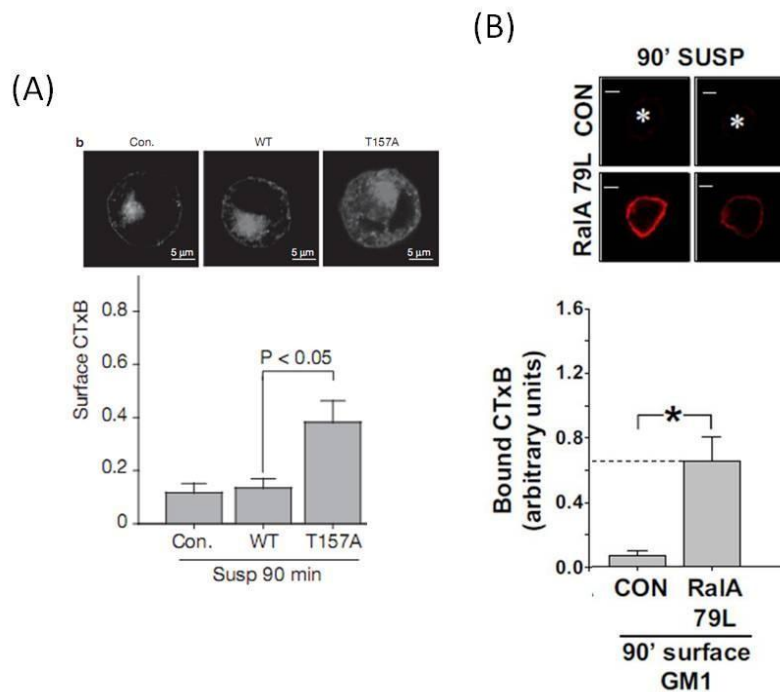 (A)
b
Con.
WT
T157A
5 µm
5 µm
5 µm
Surface CTxB
0.8
0.6
0.4
0.2
0
P < 0.05
Con.
WT
T157A
Susp 90 min
(B)
90' SUSP
CON
*
*
RalA 79L
Bound CTxB
(arbitrary units)
1.6
1.2
0.8
0.4
0.0
*
CON
RalA
79L
90' surface
GM1